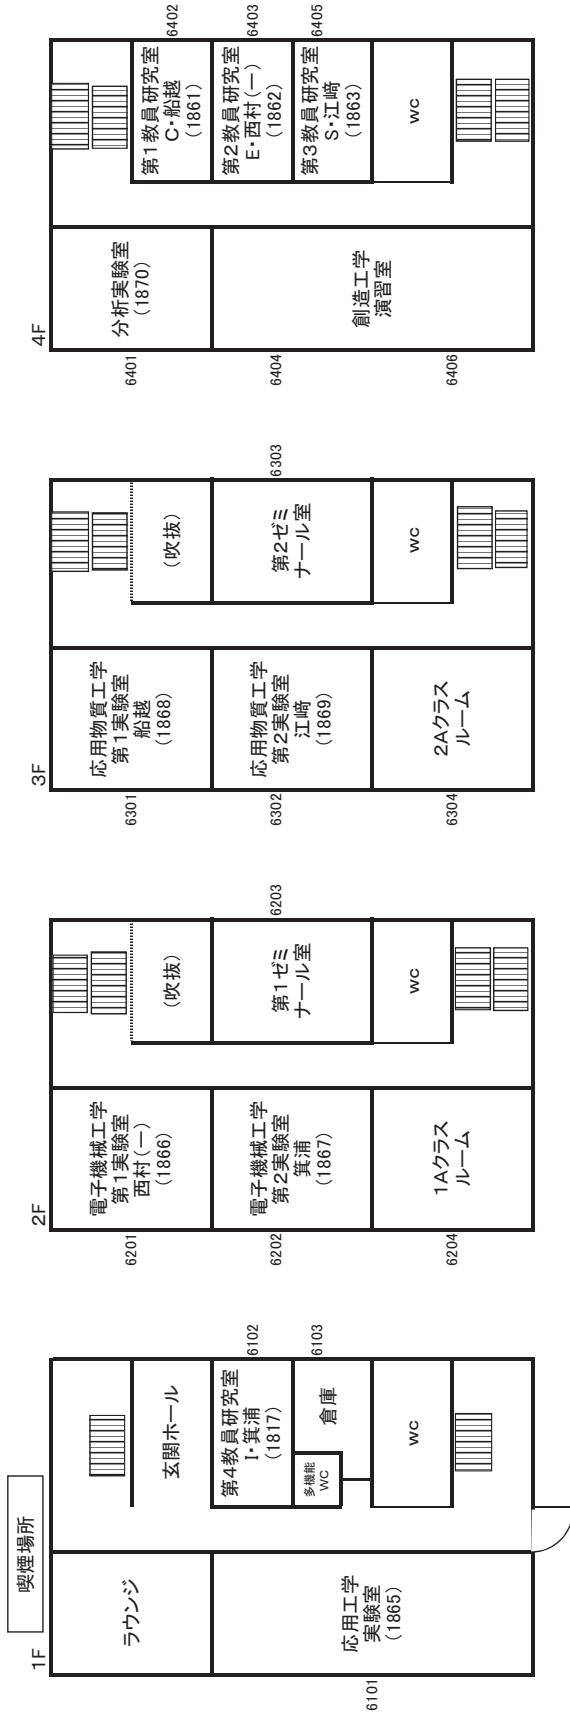 喫煙場所
1F
ラウンジ
玄関ホール
6101
応用工学
実験室
(1865)
6102
第4教員研究室
I・箕浦
(1817)
6103
倉庫
多機能
WC
WC
2F
6201
電子機械工学
第1実験室
西村(一)
(1866)
(吹抜)
6202
電子機械工学
第2実験室
箕浦
(1867)
6203
第1ゼミ
ナール室
6204
1Aクラス
ルーム
WC
3F
6301
応用物質工学
第1実験室
船越
(1868)
(吹抜)
6302
応用物質工学
第2実験室
江﨑
(1869)
6303
第2ゼミ
ナール室
6304
2Aクラス
ルーム
WC
4F
6401
分析実験室
(1870)
6402
第1教員研究室
C・船越
(1861)
6403
第2教員研究室
E・西村(一)
(1862)
6404
創造工学
演習室
6405
第3教員研究室
S・江﨑
(1863)
6406
WC